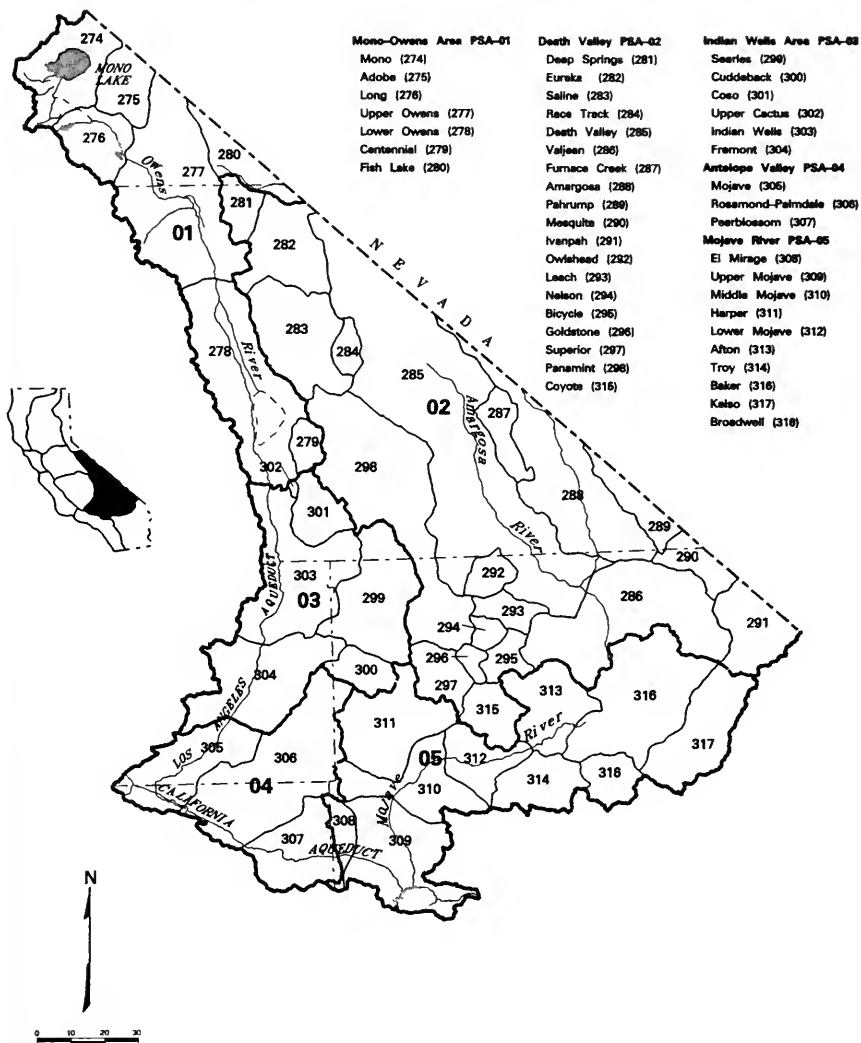 Mono-Owens Area PSA-01
Mono (274)
Adobe (275)
Long (276)
Upper Owens (277)
Lower Owens (278)
Centennial (279)
Fish Lake (280)
Death Valley PSA-02
Deep Springs (281)
Eureka (282)
Saline (283)
Race Track (284)
Death Valley (285)
Valjean (286)
Furnace Creek (287)
Amargosa (288)
Pahrump (289)
Mesquite (290)
Ivanpah (291)
Owlshead (292)
Leach (293)
Nelson (294)
Bicycle (295)
Goldstone (296)
Superior (297)
Panamint (298)
Coyote (315)
Indian Wells Area PSA-03
Searles (299)
Cuddeback (300)
Coso (301)
Upper Cactus (302)
Indian Wells (303)
Fremont (304)
Antelope Valley PSA-04
Mojave (305)
Rosamond-Palmdale (306)
Pearblossom (307)
Mojave River PSA-05
El Mirage (308)
Upper Mojave (309)
Middle Mojave (310)
Harper (311)
Lower Mojave (312)
Afton (313)
Troy (314)
Baker (316)
Kelso (317)
Broadwell (318)
274
MONO
LAKE
275
276
Owens
277
280
281
01
282
NEVADA
278
283
River
284
285
02
Amargosa
287
279
302
298
288
301
River
289
290
303
292
AQUEDUCT
03
299
293
286
291
294
296
295
304
300
297
313
316
ANGELES
311
315
River
317
305
306
05
312
LOS
04
Mojave
310
314
318
CALAFORNIA
308
307
AQUEDUCT
309
N
0 10 20 30